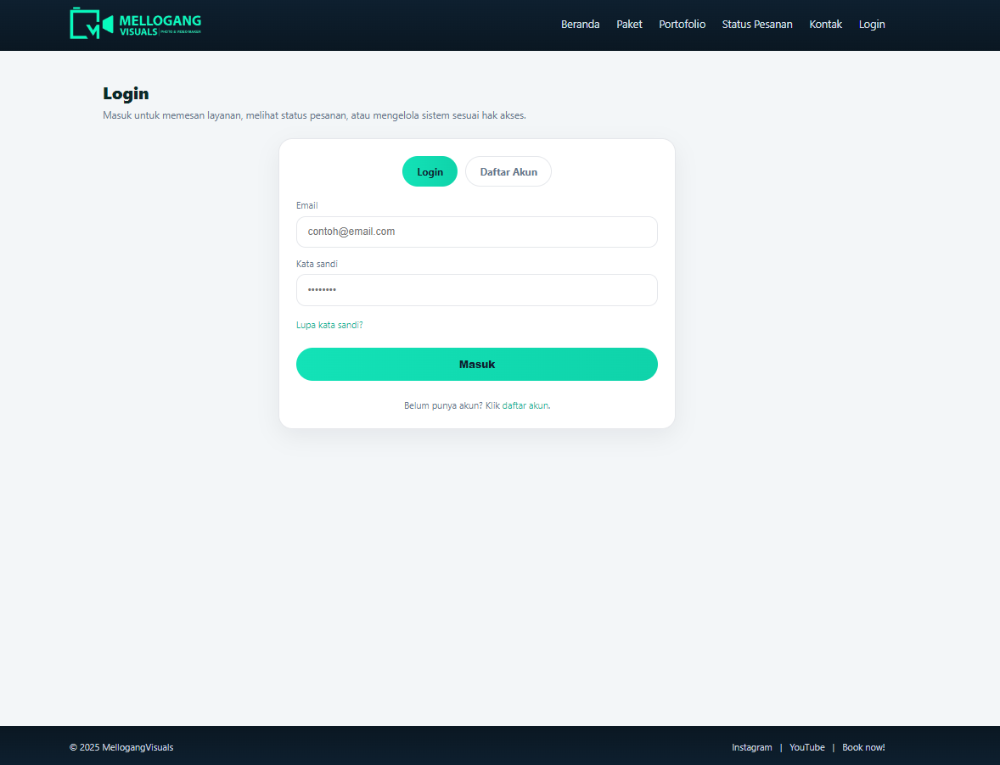 MELLOGANG
VISUALS PHOTO & VIDEO MAKER
Beranda Paket Portofolio Status Pesanan Kontak Login
Login
Masuk untuk memesan layanan, melihat status pesanan, atau mengelola sistem sesuai hak akses.
Login Daftar Akun
Email
contoh@email.com
Kata sandi
••••••••
Lupa kata sandi?
Masuk
Belum punya akun? Klik daftar akun.
© 2025 MellogangVisuals
Instagram | YouTube | Book now!